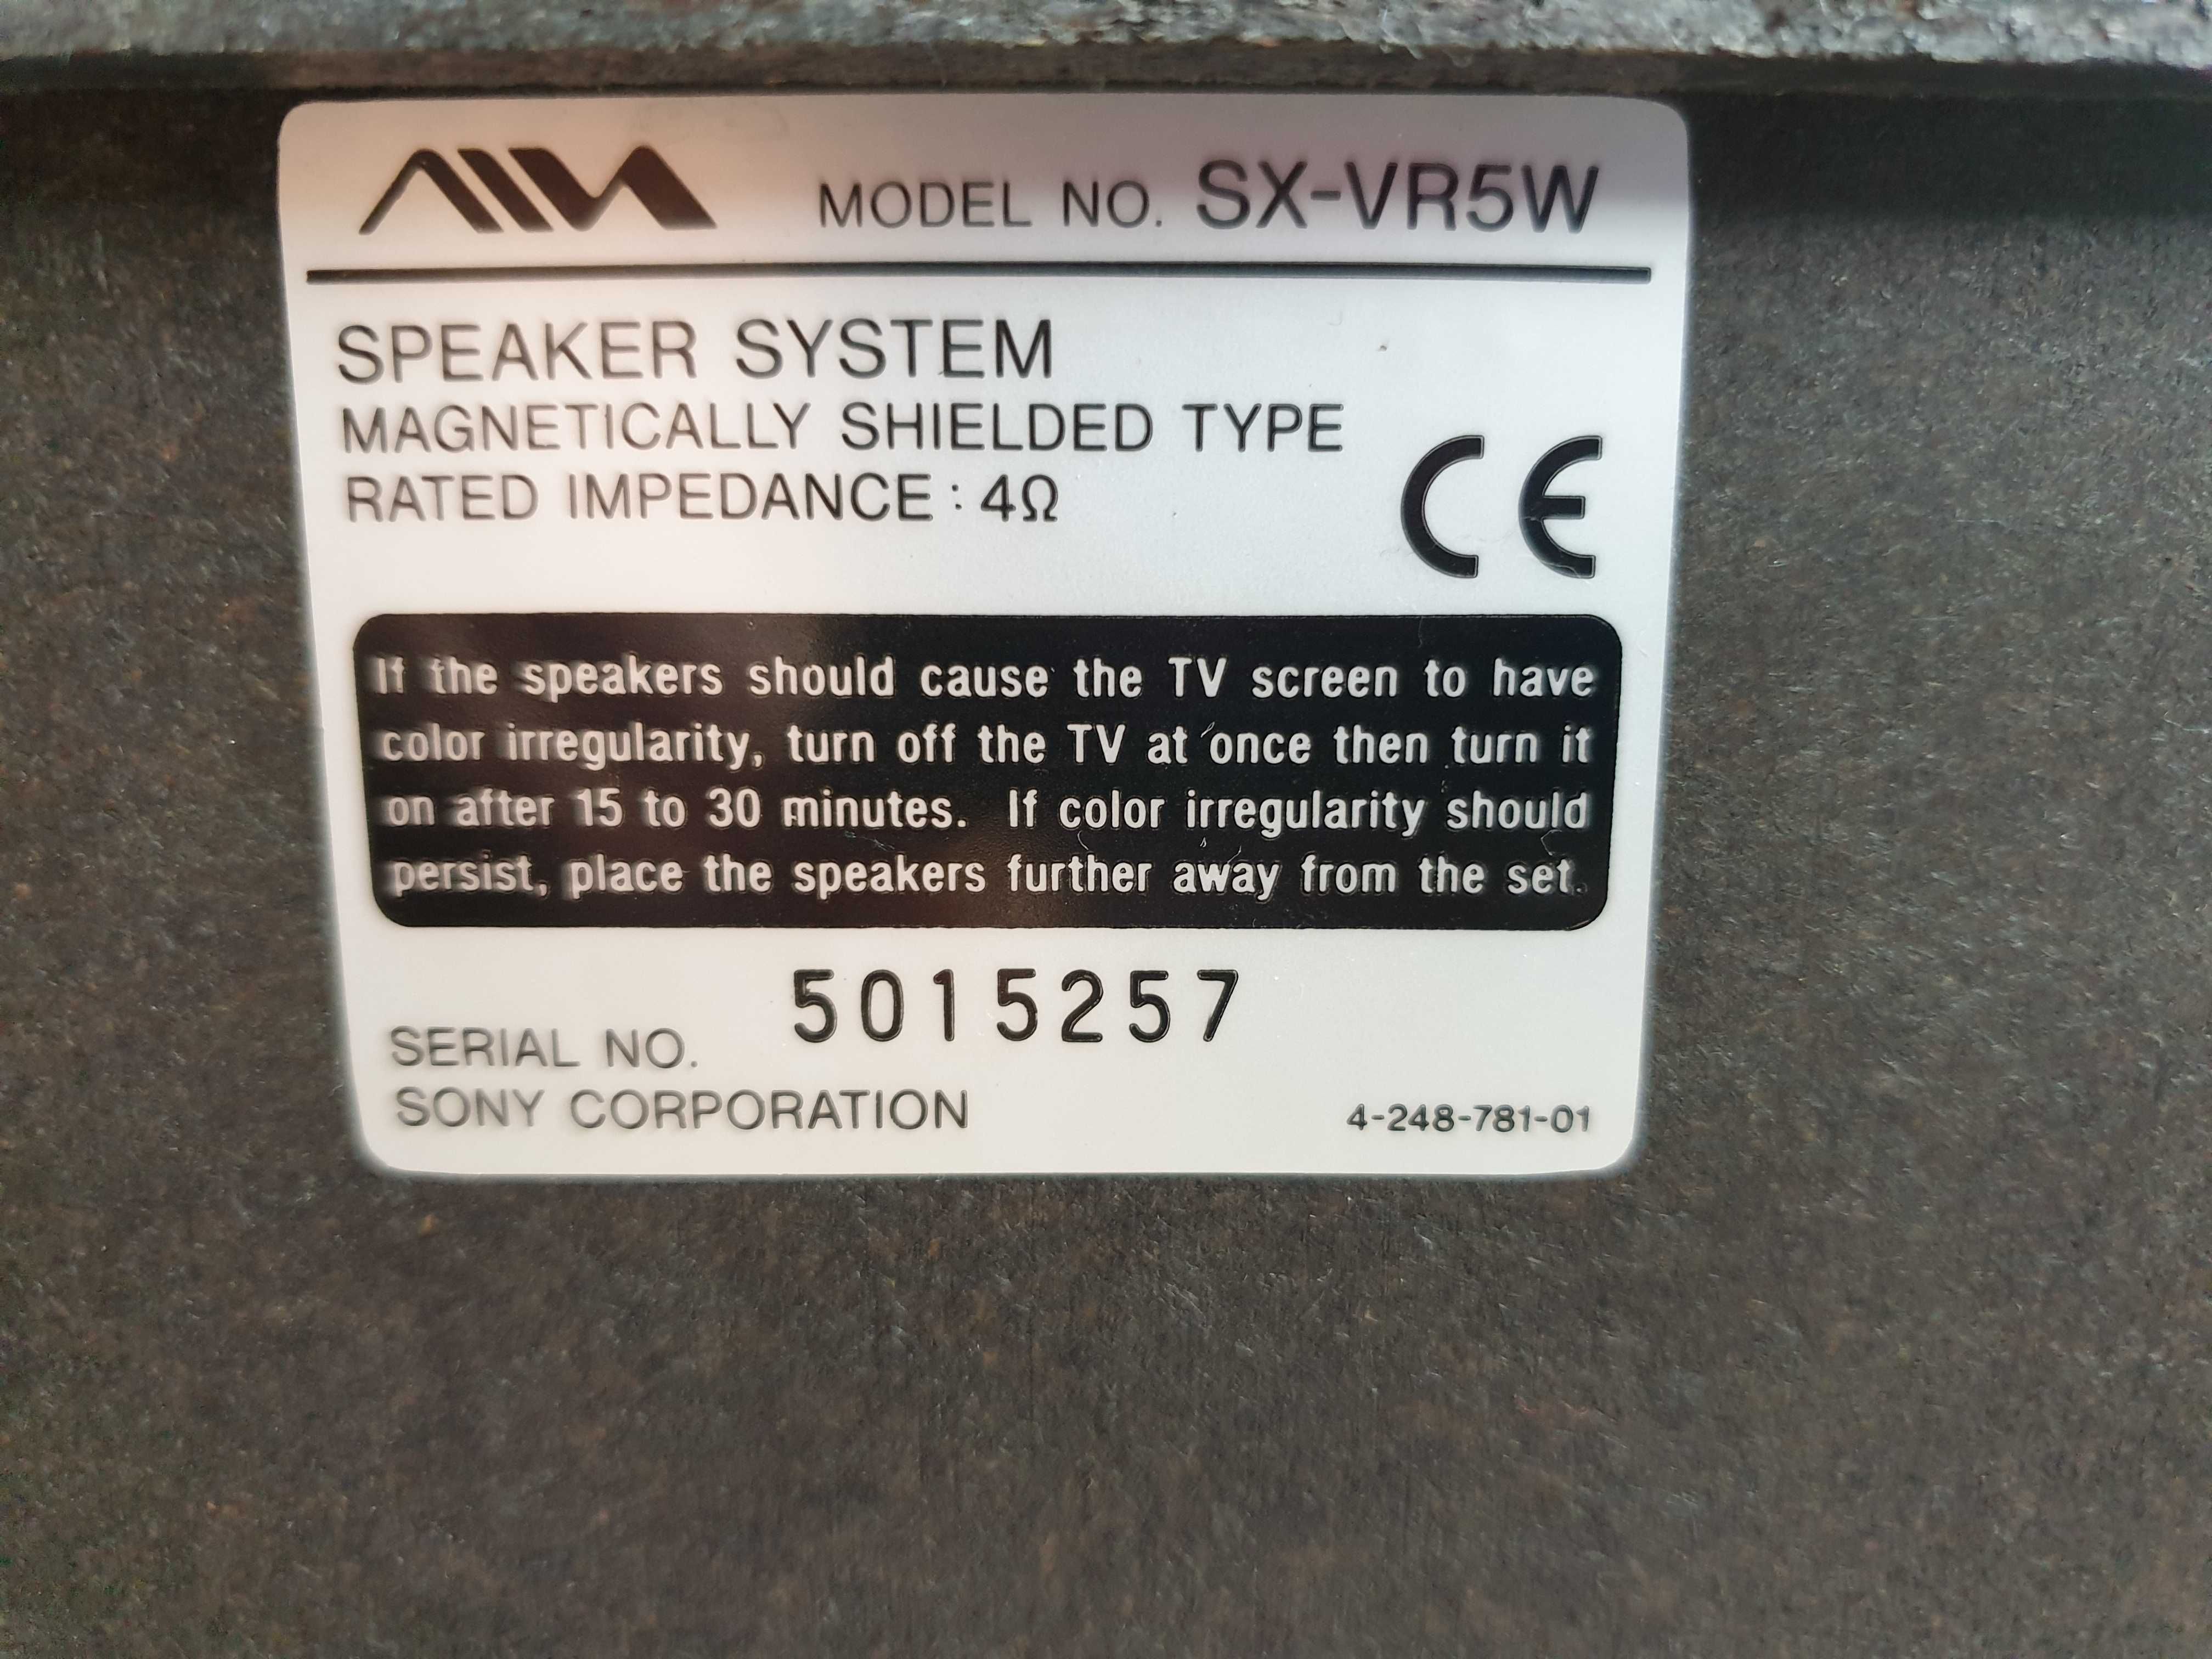 AIWA MODEL NO. SX-VR5W
SPEAKER SYSTEM
MAGNETICALLY SHIELDED TYPE
RATED IMPEDANCE : 4Ω
CE
If the speakers should cause the TV screen to have
color irregularity, turn off the TV at once then turn it
on after 15 to 30 minutes. If color irregularity should
persist, place the speakers further away from the set.
5015257
SERIAL NO.
SONY CORPORATION 4-248-781-01